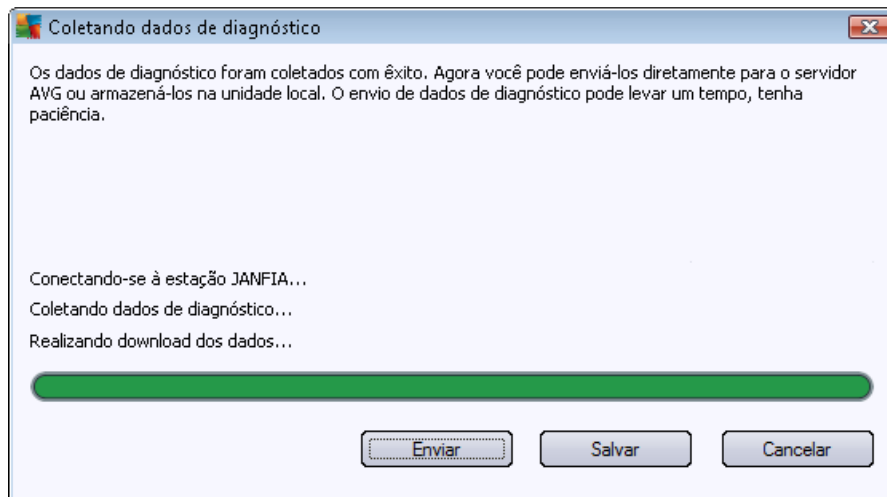 Coletando dados de diagnóstico
Os dados de diagnóstico foram coletados com êxito. Agora você pode enviá-los diretamente para o servidor
AVG ou armazená-los na unidade local. O envio de dados de diagnóstico pode levar um tempo, tenha
paciência.
Conectando-se à estação JANFIA...
Coletando dados de diagnóstico...
Realizando download dos dados...
Enviar Salvar Cancelar